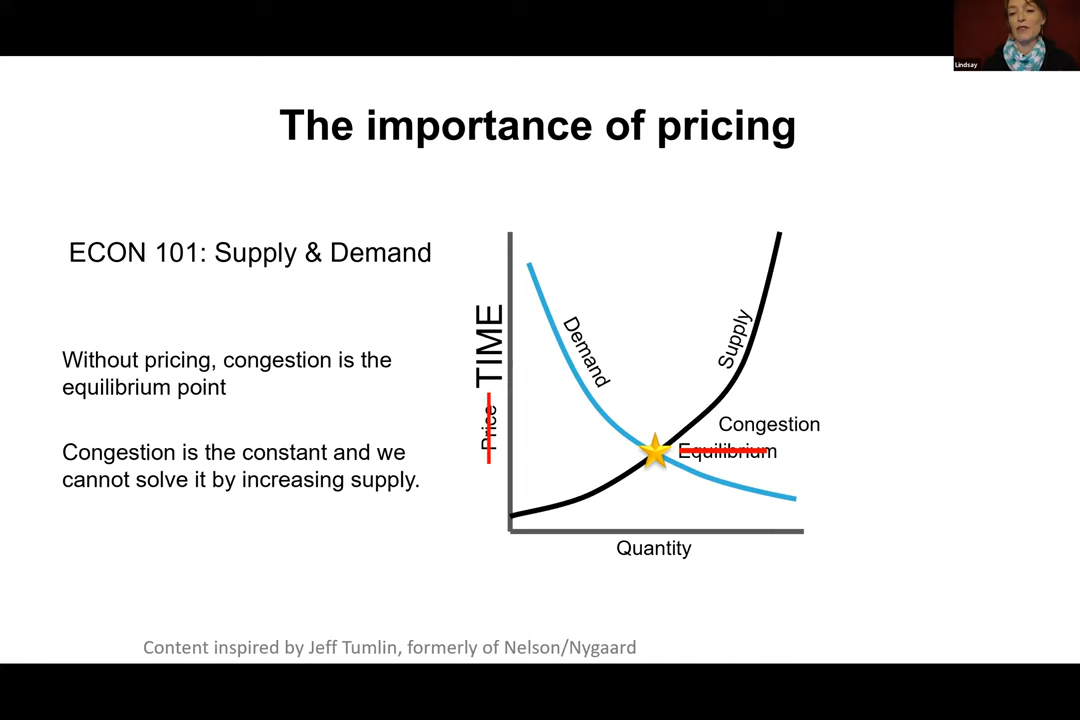 Lindsay
The importance of pricing
ECON 101: Supply & Demand
Without pricing, congestion is the
equilibrium point
Congestion is the constant and we
cannot solve it by increasing supply.
TIME
Price
Demand
Supply
Congestion
Equilibrium
Quantity
Content inspired by Jeff Tumlin, formerly of Nelson/Nygaard